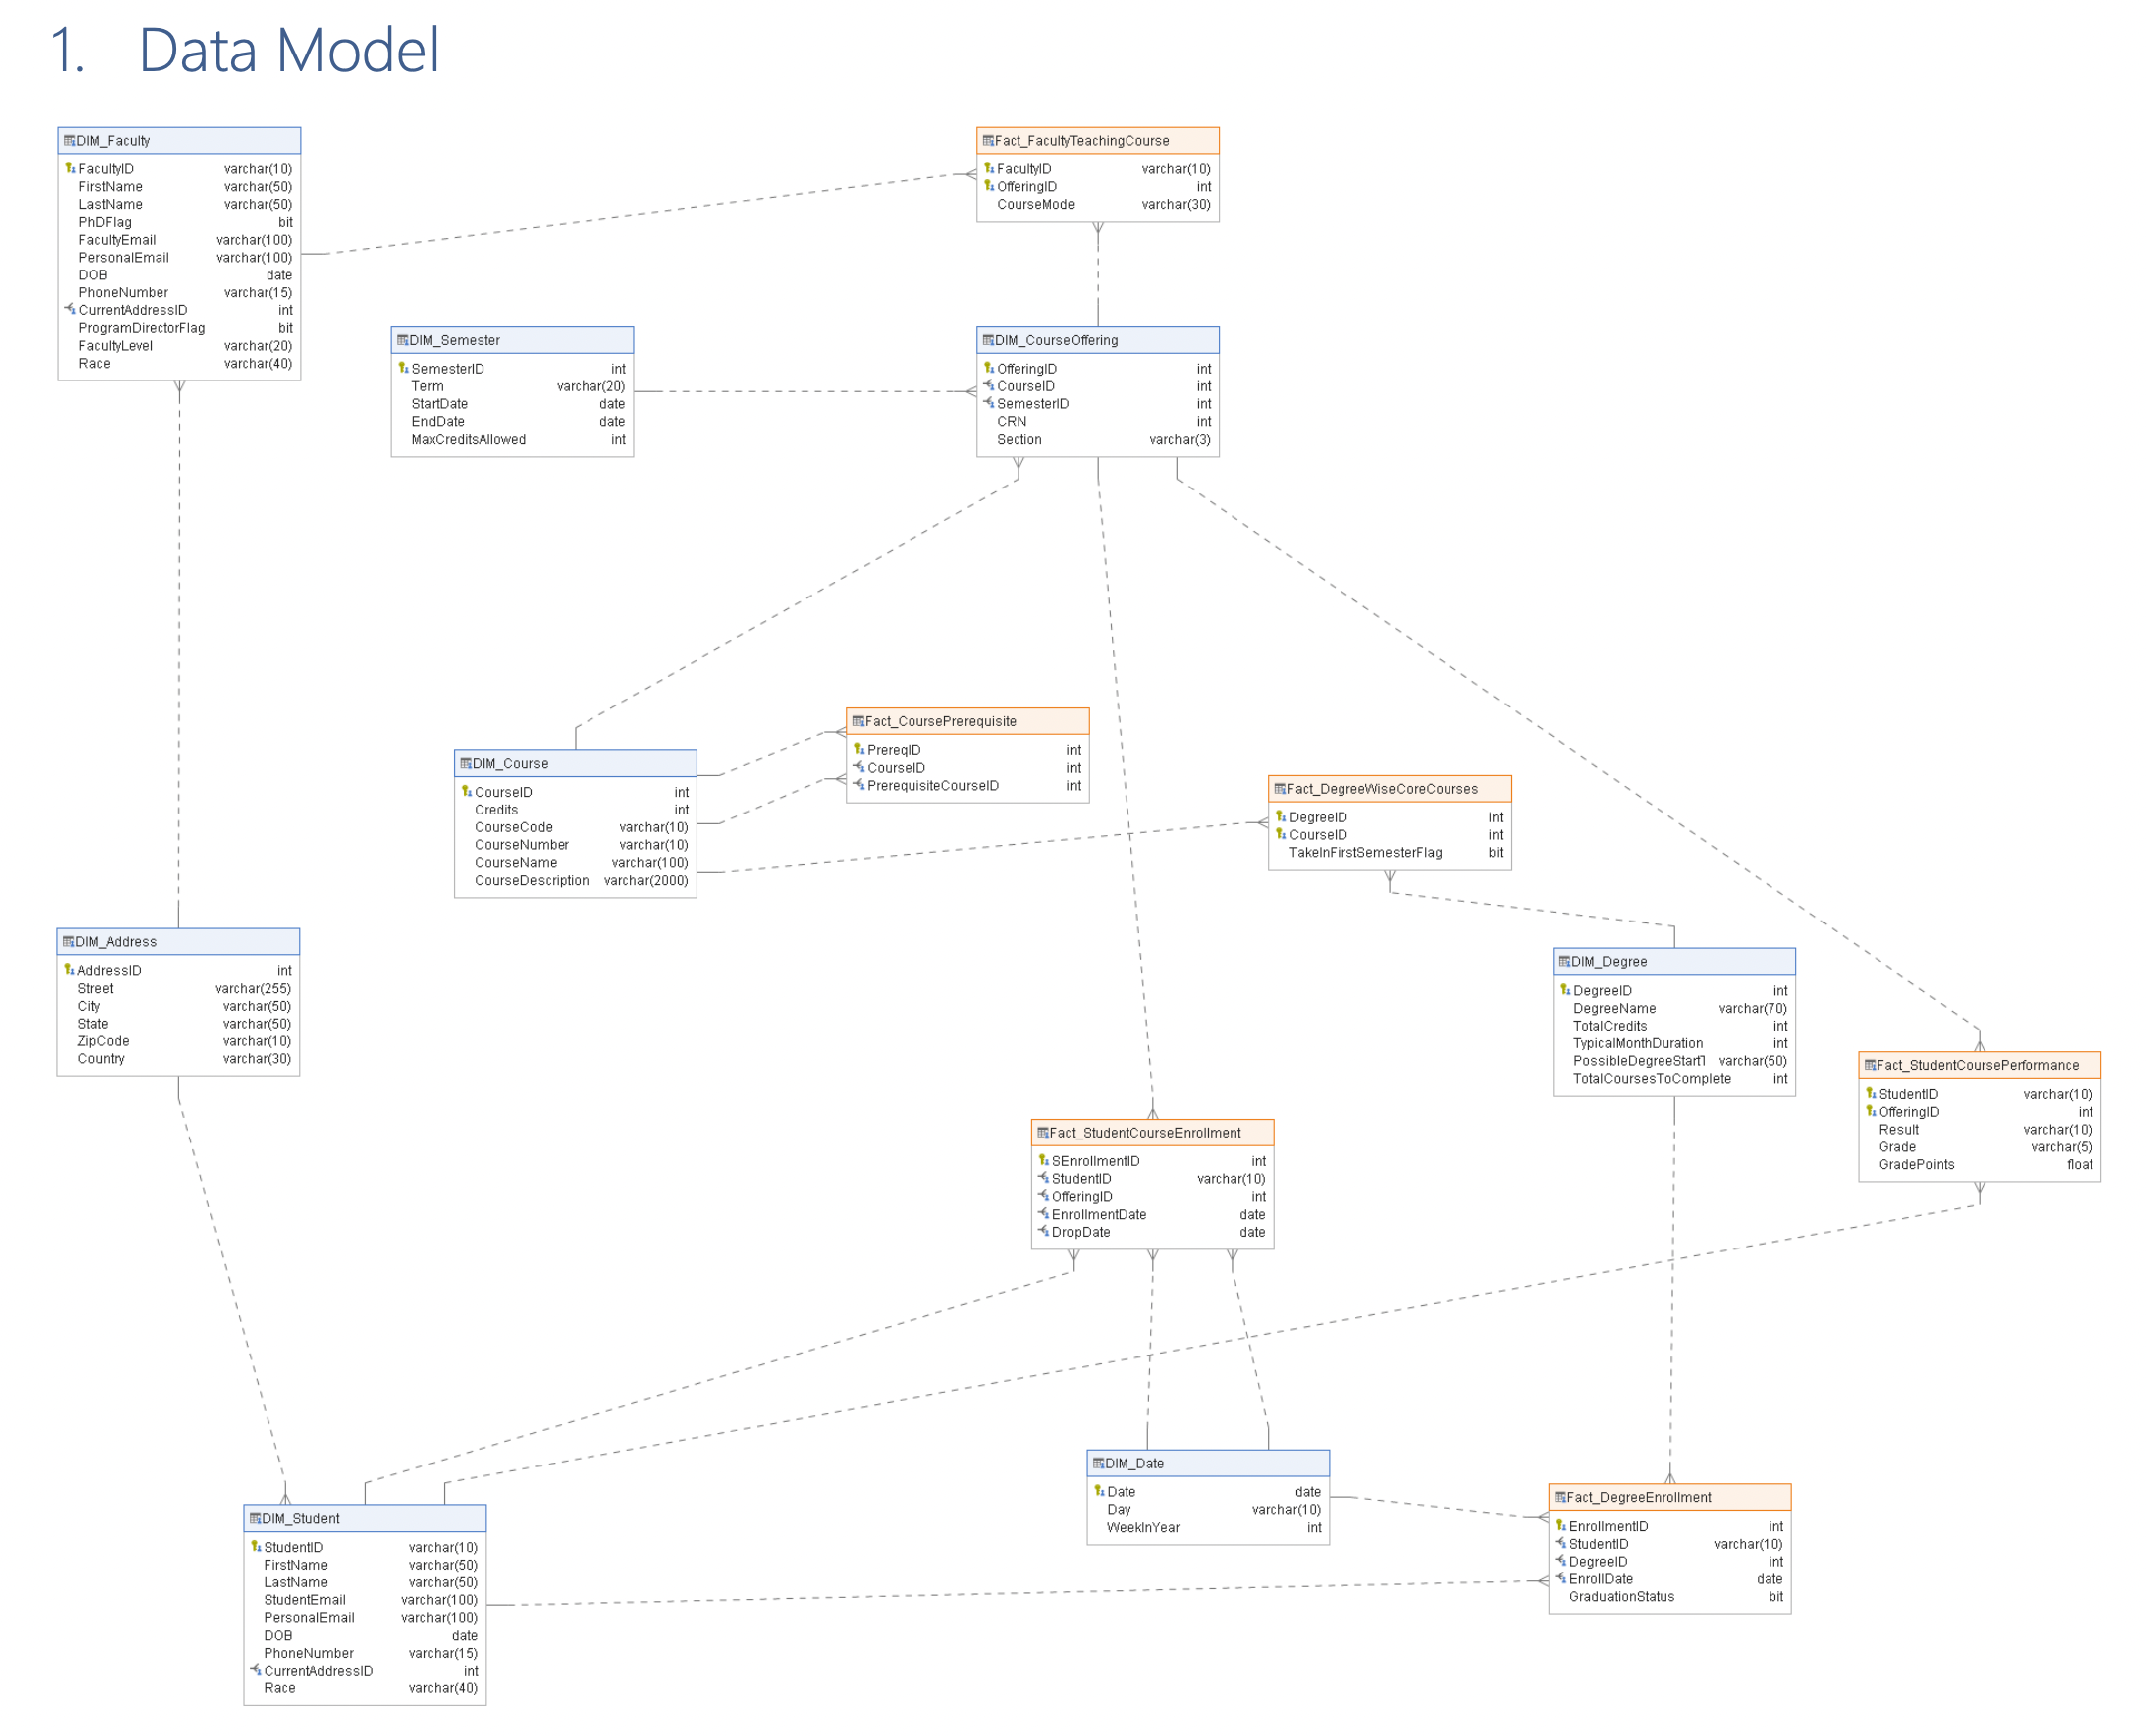 1. Data Model
DIM_Faculty
FacultyID varchar(10)
FirstName varchar(50)
LastName varchar(50)
PhDFlag bit
FacultyEmail varchar(100)
PersonalEmail varchar(100)
DOB date
PhoneNumber varchar(15)
CurrentAddressID int
ProgramDirectorFlag bit
FacultyLevel varchar(20)
Race varchar(40)
Fact_FacultyTeachingCourse
FacultyID varchar(10)
OfferingID int
CourseMode varchar(30)
DIM_Semester
SemesterID int
Term varchar(20)
StartDate date
EndDate date
MaxCreditsAllowed int
DIM_CourseOffering
OfferingID int
CourseID int
SemesterID int
CRN int
Section varchar(3)
Fact_CoursePrerequisite
PrereqID int
CourseID int
PrerequisiteCourseID int
DIM_Course
CourseID int
Credits int
CourseCode varchar(10)
CourseNumber varchar(10)
CourseName varchar(100)
CourseDescription varchar(2000)
Fact_DegreeWiseCoreCourses
DegreeID int
CourseID int
TakeInFirstSemesterFlag bit
DIM_Address
AddressID int
Street varchar(255)
City varchar(50)
State varchar(50)
ZipCode varchar(10)
Country varchar(30)
DIM_Degree
DegreeID int
DegreeName varchar(70)
TotalCredits int
TypicalMonthDuration int
PossibleDegreeStartT varchar(50)
TotalCoursesToComplete int
Fact_StudentCoursePerformance
StudentID varchar(10)
OfferingID int
Result varchar(10)
Grade varchar(5)
GradePoints float
Fact_StudentCourseEnrollment
SEnrollmentID int
StudentID varchar(10)
OfferingID int
EnrollmentDate date
DropDate date
DIM_Date
Date date
Day varchar(10)
WeekInYear int
Fact_DegreeEnrollment
EnrollmentID int
StudentID varchar(10)
DegreeID int
EnrollDate date
GraduationStatus bit
DIM_Student
StudentID varchar(10)
FirstName varchar(50)
LastName varchar(50)
StudentEmail varchar(100)
PersonalEmail varchar(100)
DOB date
PhoneNumber varchar(15)
CurrentAddressID int
Race varchar(40)